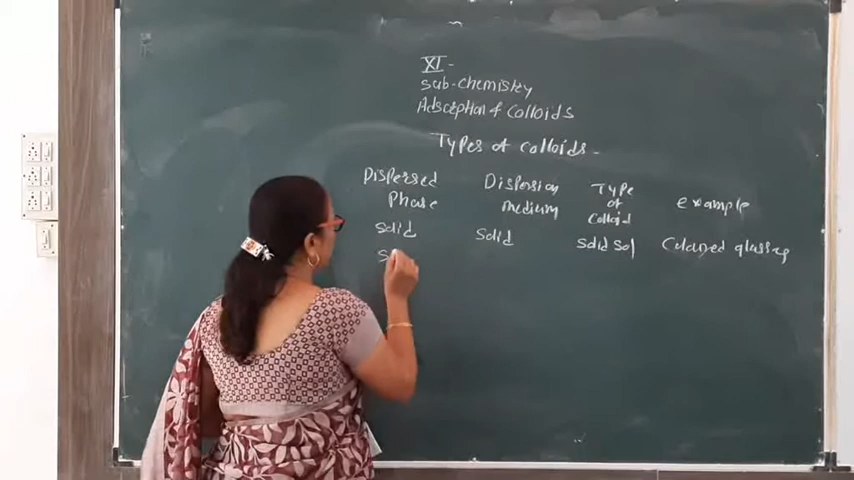 XI -
Sub-chemistry
Adsorption of Colloids
Types of colloids -
Dispersed Phase Dispersion Medium Type of Colloid example
Solid Solid Solid Sol Colored glasses
S